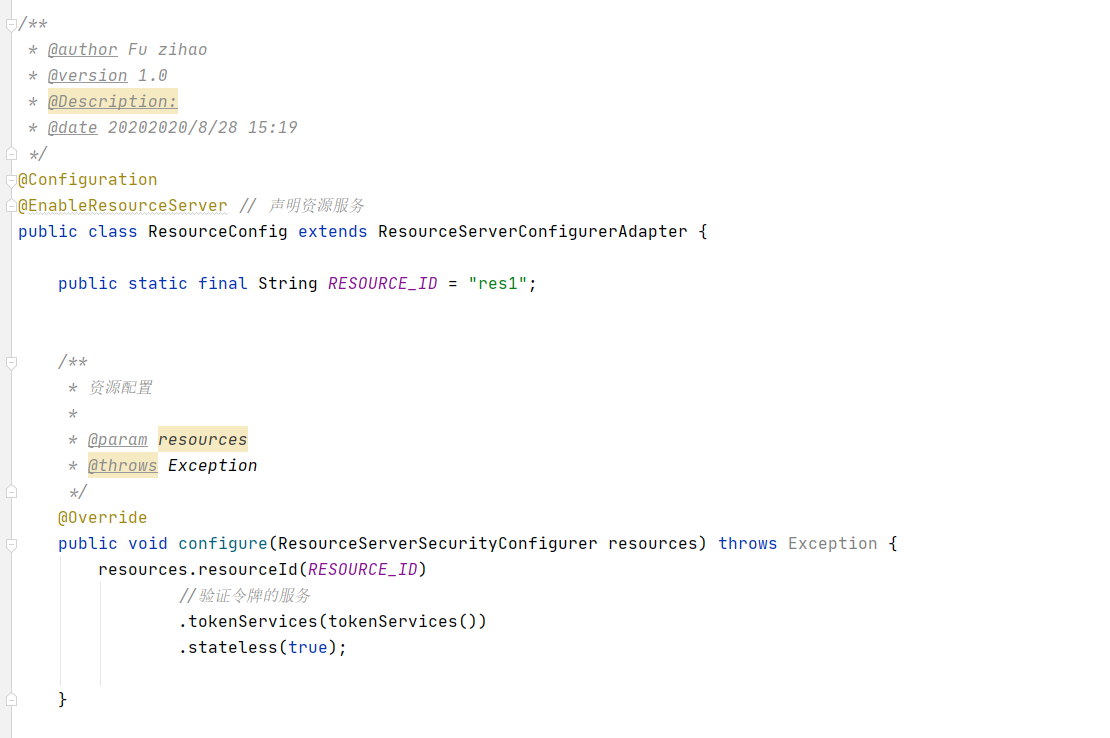 /**
 * @author Fu zihao
 * @version 1.0
 * @Description:
 * @date 20202020/8/28 15:19
 */
@Configuration
@EnableResourceServer // 声明资源服务
public class ResourceConfig extends ResourceServerConfigurerAdapter {
    public static final String RESOURCE_ID = "res1";
    /**
     * 资源配置
     *
     * @param resources
     * @throws Exception
     */
    @Override
    public void configure(ResourceServerSecurityConfigurer resources) throws Exception {
        resources.resourceId(RESOURCE_ID)
                //验证令牌的服务
                .tokenServices(tokenServices())
                .stateless(true);
    }